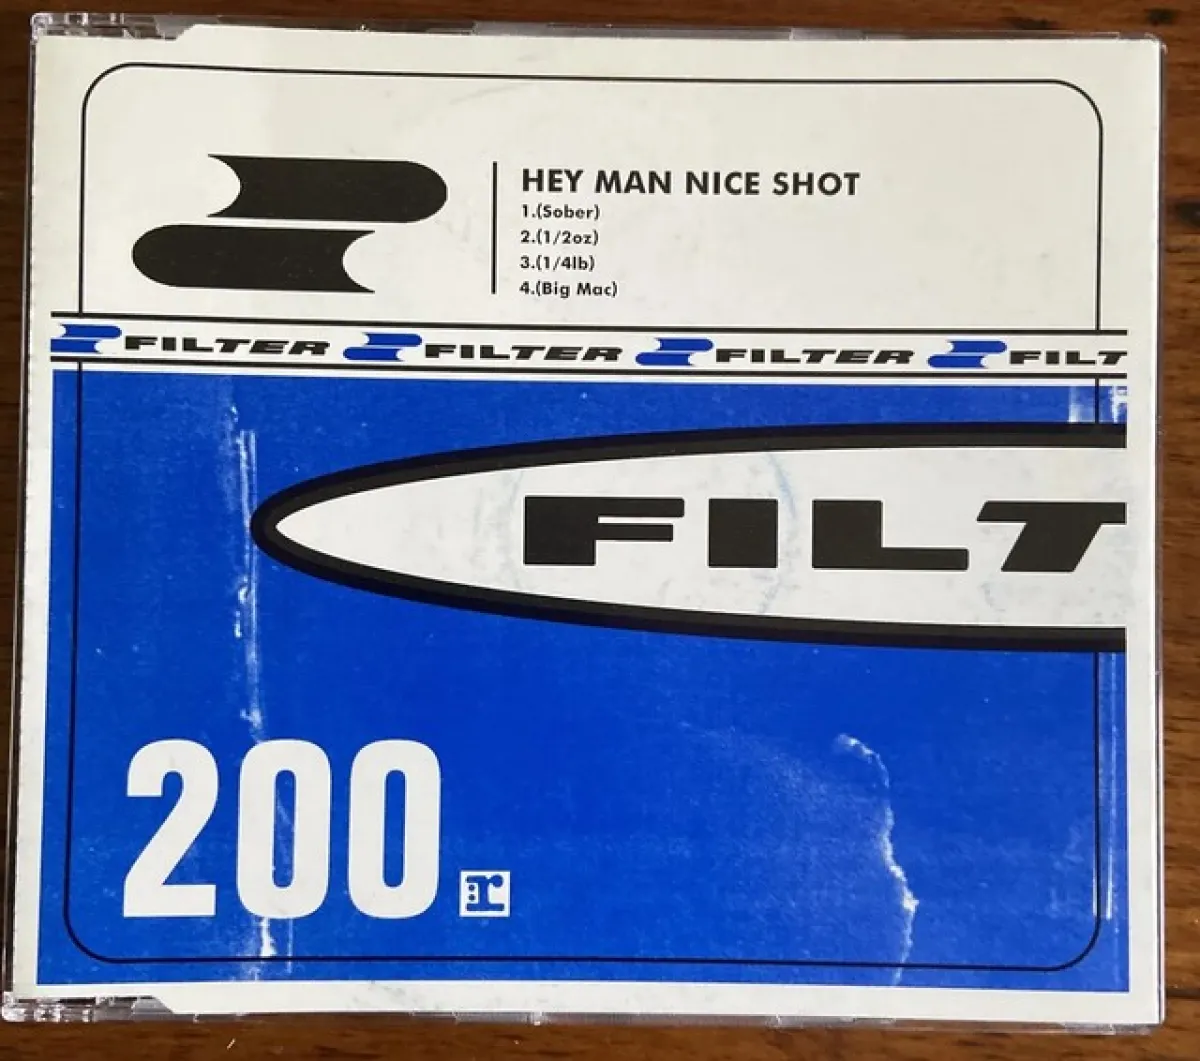 HEY MAN NICE SHOT
1.(Sober)
2.(1/2oz)
3.(1/4lb)
4.(Big Mac)
FILTER FILTER FILTER FILT
FILT
200
:r